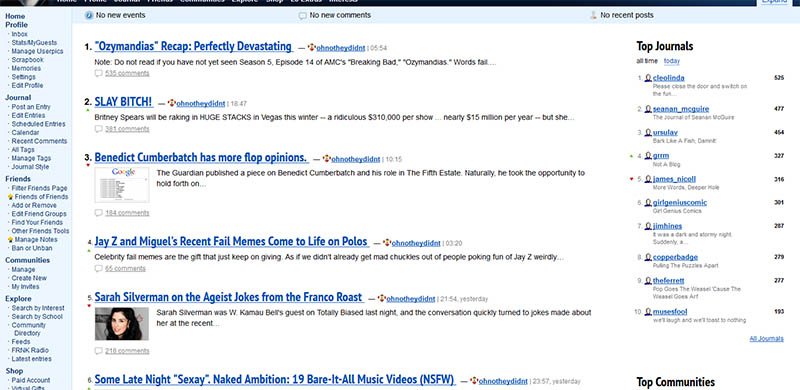 Home
Profile
Inbox
Stats/MyGuests
Manage Userpics
Scrapbook
Memories
Settings
Edit Profile
Journal
Post an Entry
Edit Entries
Scheduled Entries
Calendar
Recent Comments
All Tags
Manage Tags
Journal Style
Friends
Filter Friends Page
Friends of Friends
Add or Remove
Edit Friend Groups
Find Your Friends
Other Friends Tools
Manage Notes
Ban or Unban
Communities
Manage
Create New
My Invites
Explore
Search by Interest
Search by School
Community
Directory
Feeds
FRNK Radio
Latest entries
Shop
Paid Account
Virtual Gifts
Expand
No new events
No new comments
No recent posts
1. "Ozymandias" Recap: Perfectly Devastating — ohnotheydidnt | 05:54
Note: Do not read if you have not yet seen Season 5, Episode 14 of AMC's "Breaking Bad," "Ozymandias." Words fail....
535 comments
2. SLAY BITCH! — ohnotheydidnt | 18:47
Britney Spears will be raking in HUGE STACKS in Vegas this winter -- a ridiculous $310,000 per show ... nearly $15 million per year -- but she...
381 comments
3. Benedict Cumberbatch has more flop opinions. — ohnotheydidnt | 10:15
Google
The Guardian published a piece on Benedict Cumberbatch and his role in The Fifth Estate. Naturally, he took the opportunity to
hold forth on...
184 comments
4. Jay Z and Miguel's Recent Fail Memes Come to Life on Polos — ohnotheydidnt | 03:20
Celebrity fail memes are the gift that just keep on giving. As if we didn't already get mad chuckles out of people poking fun of Jay Z weirdly...
65 comments
5. Sarah Silverman on the Ageist Jokes from the Franco Roast — ohnotheydidnt | 21:54, yesterday
Sarah Silverman was W. Kamau Bell's guest on Totally Biased last night, and the conversation quickly turned to jokes made about
her at the recent...
218 comments
6. Some Late Night "Sexay". Naked Ambition: 19 Bare-It-All Music Videos (NSFW) — ohnotheydidnt | 23:57, yesterday
Top Journals
all time today
1. cleolinda 525
Please close the door and switch on
the fun...
2. seanan_mcguire 477
The Journal of Seanan McGuire
3. ursulav 454
Bark Like A Fish, Damnit!
4. grrm 327
Not A Blog
5. james_nicoll 316
More Words, Deeper Hole
6. girlgeniuscomic 301
Girl Genius Comics
7. jimhines 287
It was a dark and stormy night.
Suddenly, a...
8. copperbadge 279
Pulling The Puzzles Apart
9. theferrett 277
Pop Goes The Weasel 'Cause The
Weasel Goes Arf
10. musesfool 193
we'll laugh and we'll toast to nothing
All Journals
Top Communities